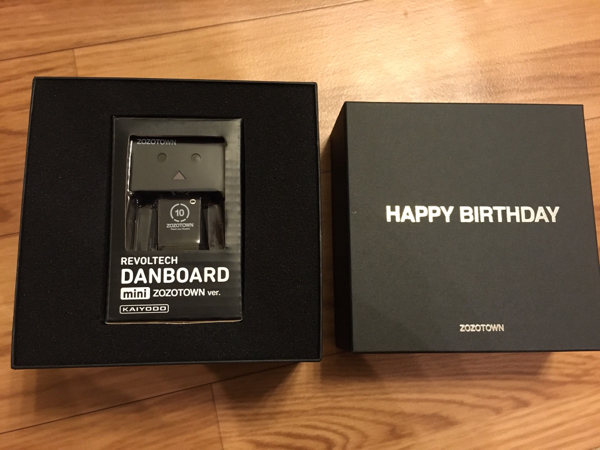 ZOZOTOWN
10
ZOZOTOWN
REVOLTECH
DANBOARD
mini ZOZOTOWN ver.
KAIYODO
HAPPY BIRTHDAY
ZOZOTOWN